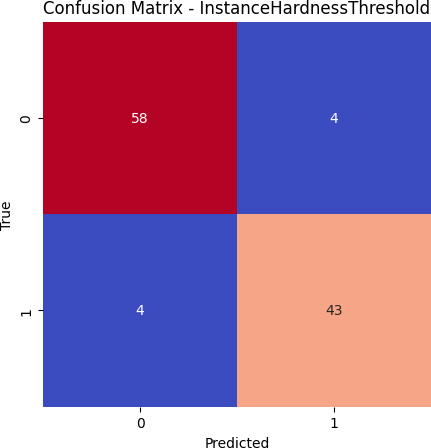 Confusion Matrix - InstanceHardnessThreshold
0
58
4
True
1
4
43
0
1
Predicted